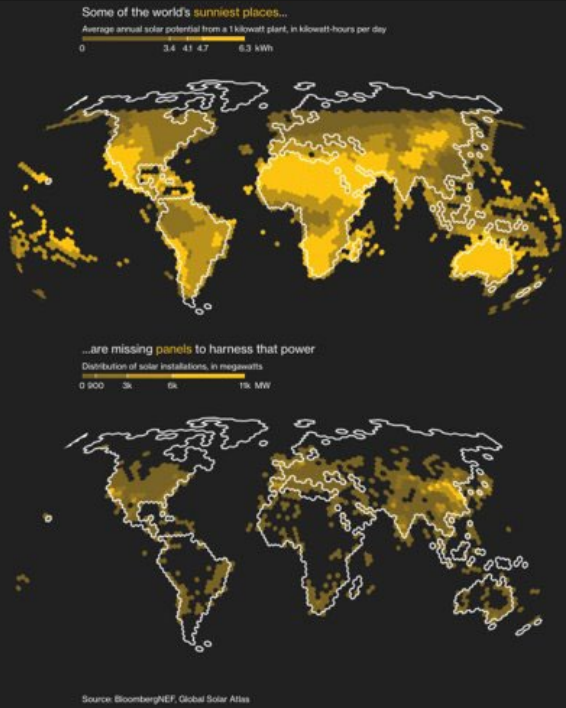 Some of the world's sunniest places...
Average annual solar potential from a 1 kilowatt plant, in kilowatt-hours per day
0 3.4 4.1 4.7 6.3 kWh
...are missing panels to harness that power
Distribution of solar installations, in megawatts
0 900 3k 6k 11k MW
Source: BloombergNEF, Global Solar Atlas